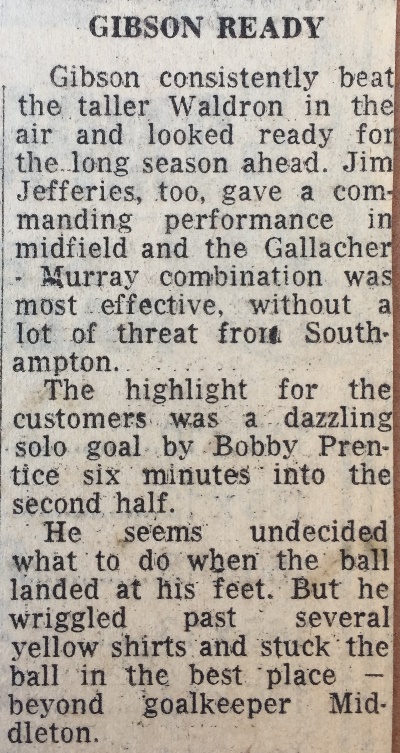 GIBSON READY
Gibson consistently beat
the taller Waldron in the
air and looked ready for
the long season ahead. Jim
Jefferies, too, gave a com-
manding performance in
midfield and the Gallacher
- Murray combination was
most effective, without a
lot of threat from South-
ampton.
The highlight for the
customers was a dazzling
solo goal by Bobby Pren-
tice six minutes into the
second half.
He seems undecided
what to do when the ball
landed at his feet. But he
wriggled past several
yellow shirts and stuck the
ball in the best place —
beyond goalkeeper Mid-
dleton.